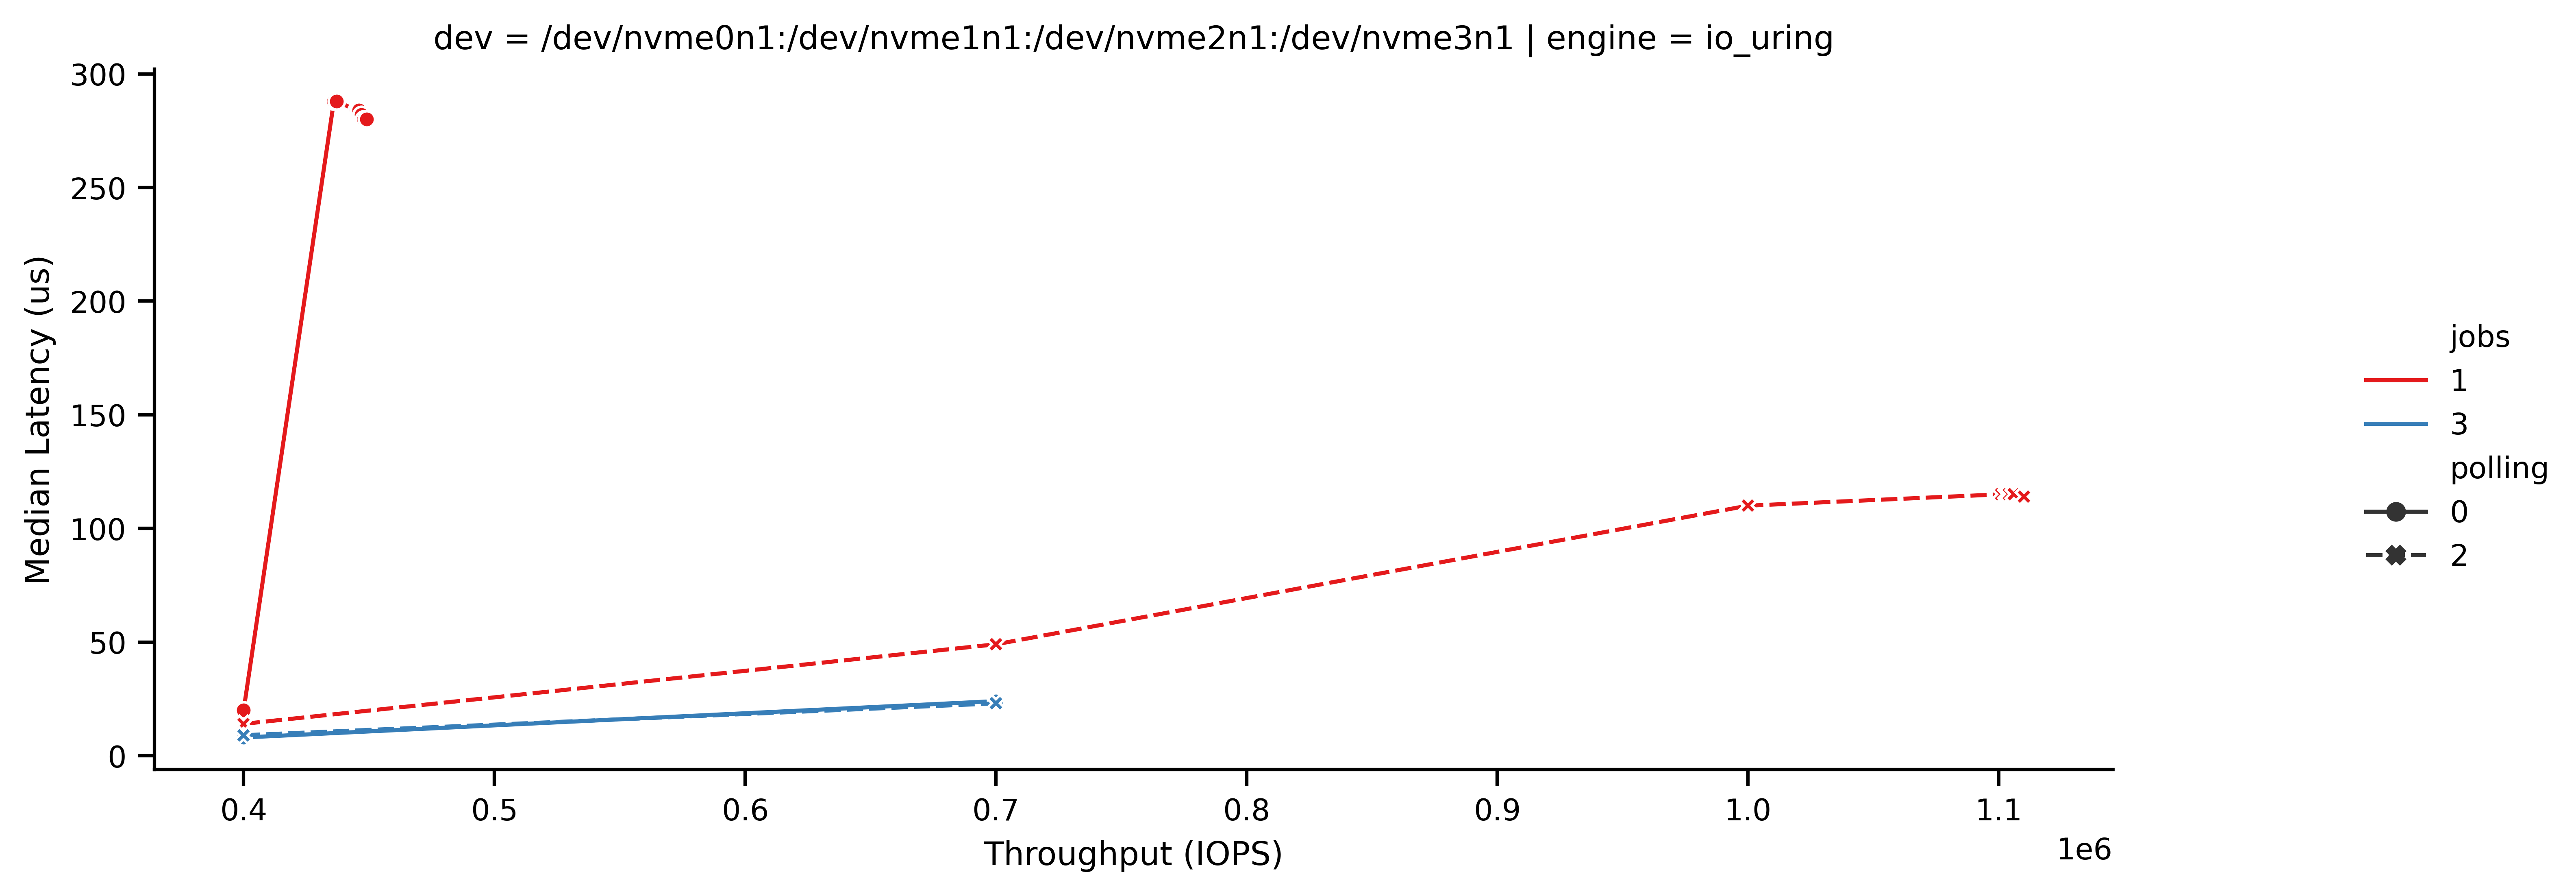 dev = /dev/nvme0n1:/dev/nvme1n1:/dev/nvme2n1:/dev/nvme3n1 | engine = io_uring
300
250
200
150
100
50
0
Median Latency (us)
0.4 0.5 0.6 0.7 0.8 0.9 1.0 1.1
1e6
Throughput (IOPS)
jobs
1
3
polling
0
2